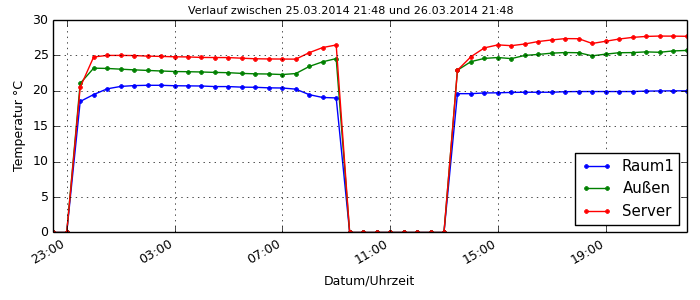 Verlauf zwischen 25.03.2014 21:48 und 26.03.2014 21:48
Temperatur °C
30
25
20
15
10
5
0
Raum1
Außen
Server
23:00 03:00 07:00 11:00 15:00 19:00
Datum/Uhrzeit